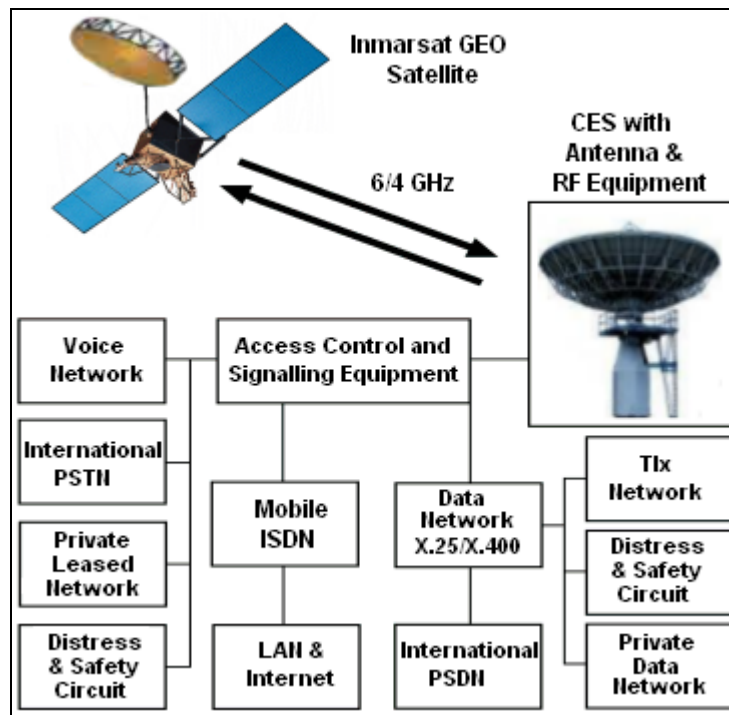 Inmarsat GEO
Satellite
CES with
Antenna &
RF Equipment
6/4 GHz
Voice
Network
Access Control and
Signalling Equipment
International
PSTN
Mobile
ISDN
Data
Network
X.25/X.400
Tlx
Network
Private
Leased
Network
Distress
& Safety
Circuit
Distress
& Safety
Circuit
LAN &
Internet
International
PSDN
Private
Data
Network